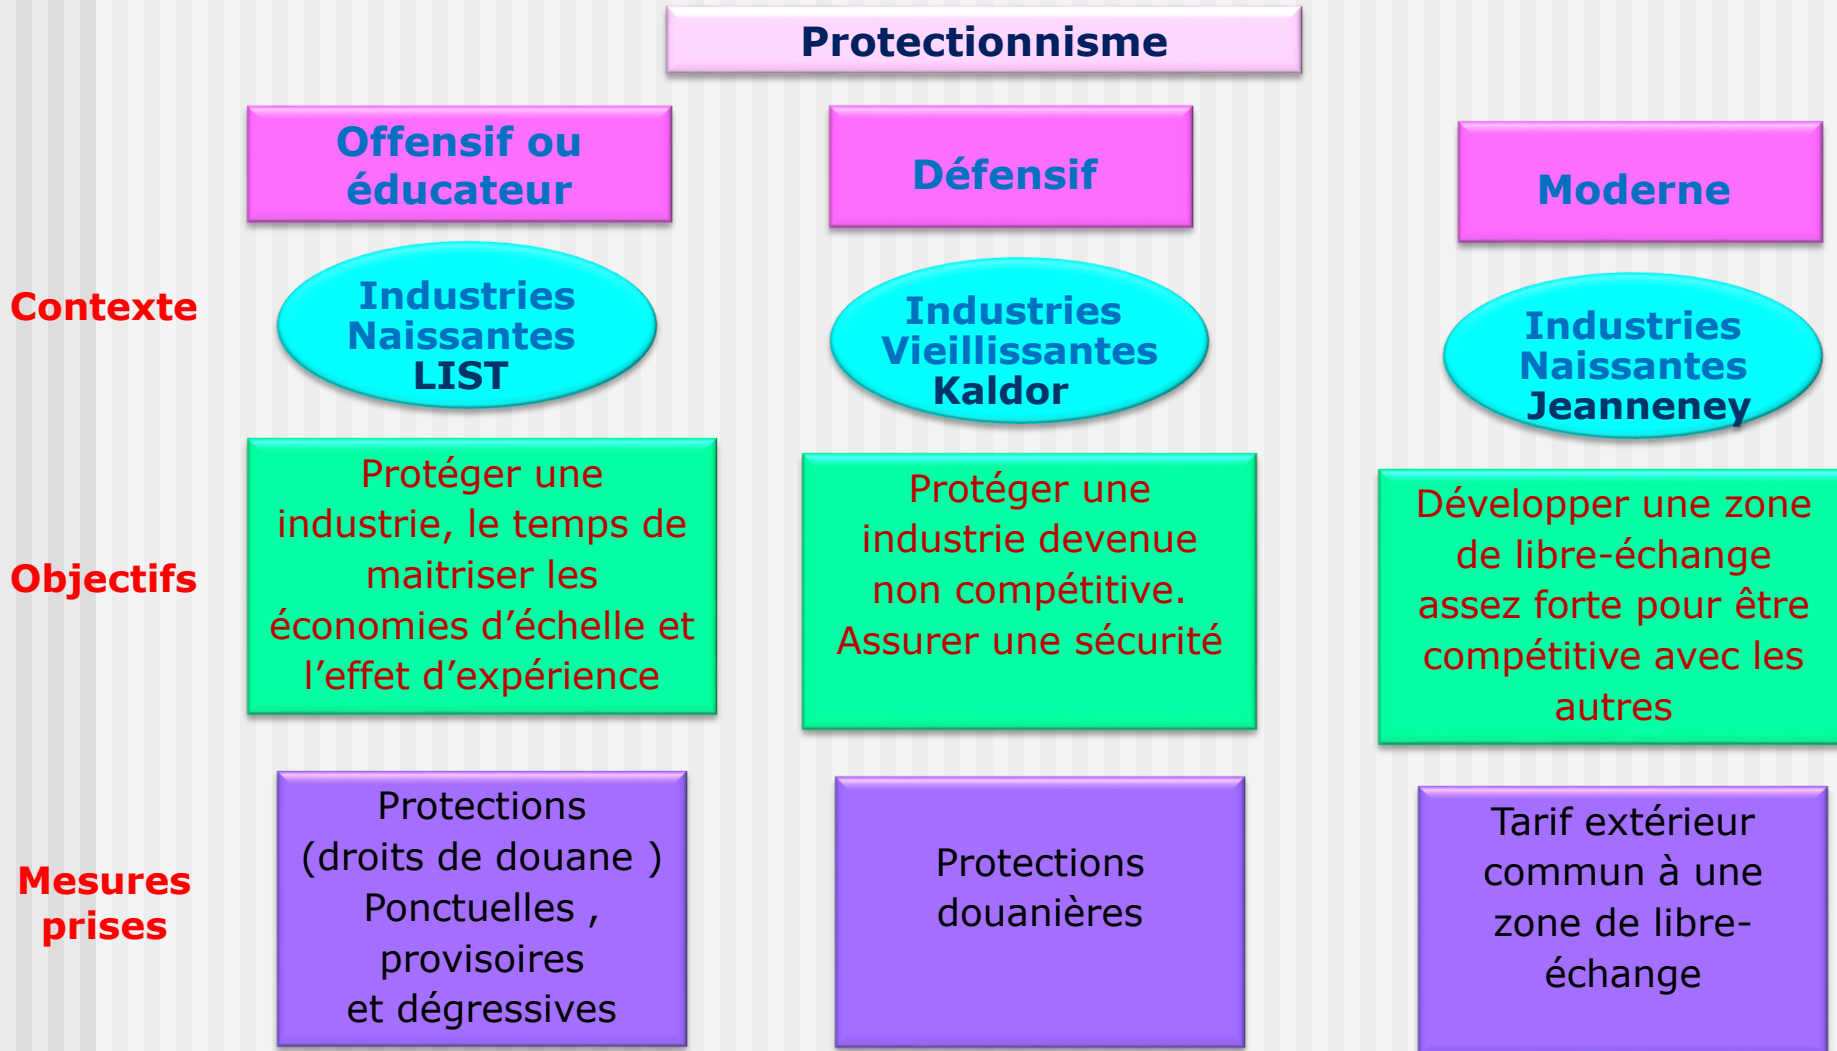 Protectionnisme
Offensif ou
éducateur
Défensif
Moderne
Contexte
Industries
Naissantes
LIST
Industries
Vieillissantes
Kaldor
Industries
Naissantes
Jeanneney
Objectifs
Protéger une
industrie, le temps de
maitriser les
économies d’échelle et
l’effet d’expérience
Protéger une
industrie devenue
non compétitive.
Assurer une sécurité
Développer une zone
de libre-échange
assez forte pour être
compétitive avec les
autres
Mesures
prises
Protections
(droits de douane )
Ponctuelles ,
provisoires
et dégressives
Protections
douanières
Tarif extérieur
commun à une
zone de libre-
échange